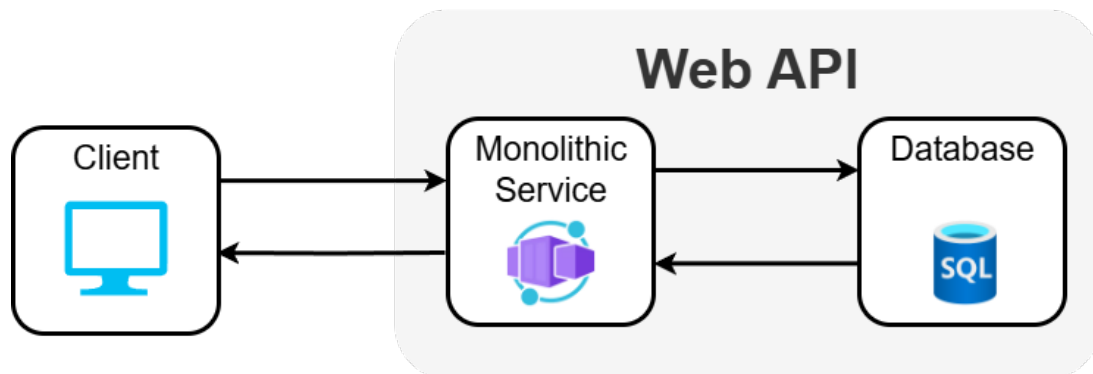 Web API
Client
Monolithic
Service
Database
SQL